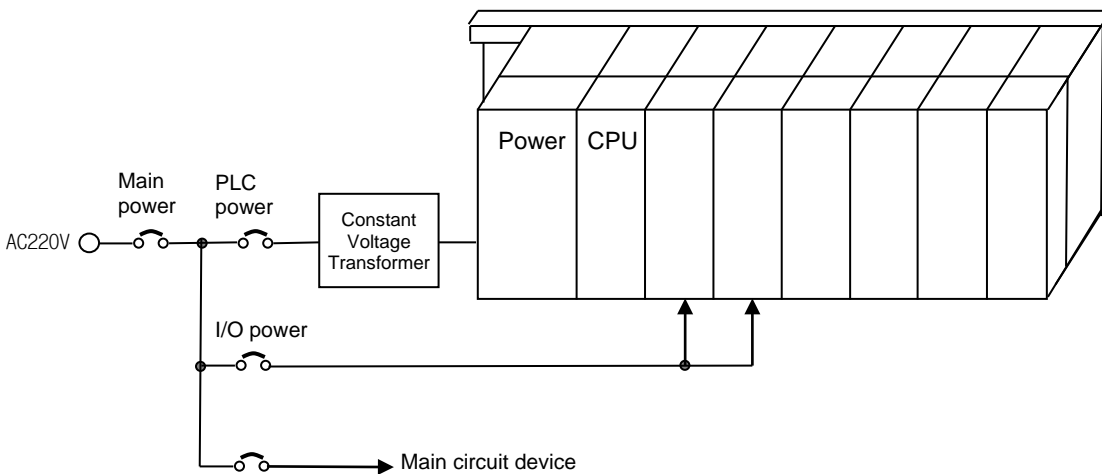 Power
CPU
Main
power
PLC
power
AC220V
Constant
Voltage
Transformer
I/O power
Main circuit device